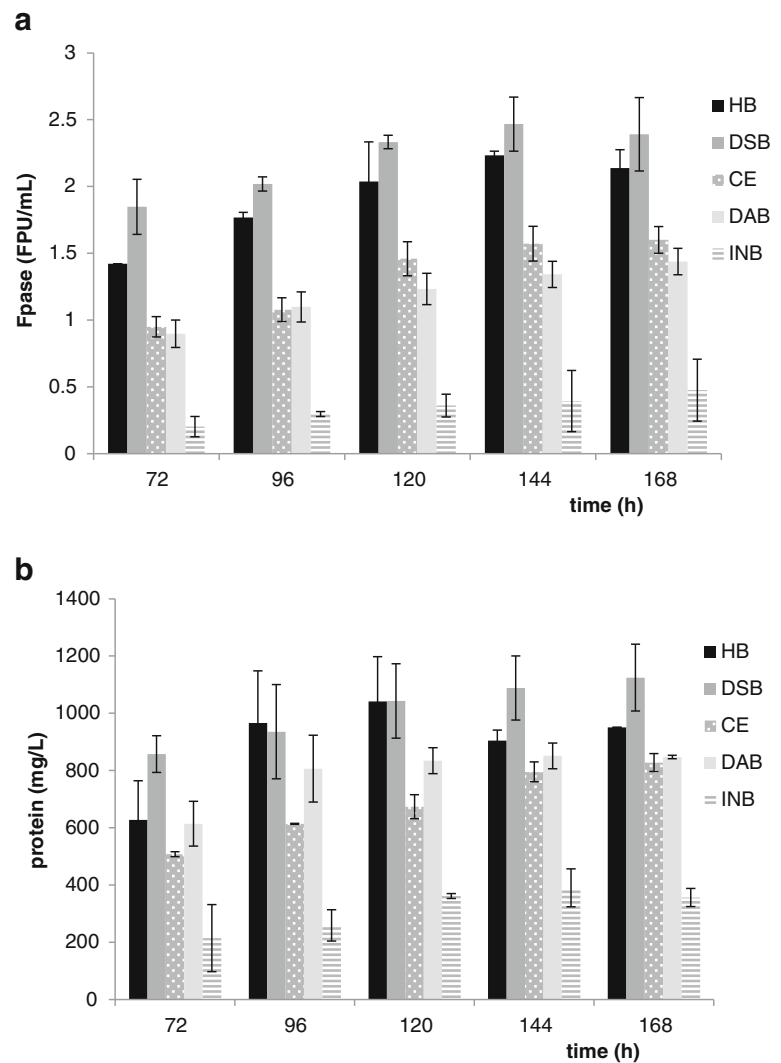 a
Fpase (FPU/mL)
3
2.5
2
1.5
1
0.5
0
72 96 120 144 168
time (h)
HB
DSB
CE
DAB
INB
b
protein (mg/L)
1400
1200
1000
800
600
400
200
0
72 96 120 144 168
time (h)
HB
DSB
CE
DAB
INB